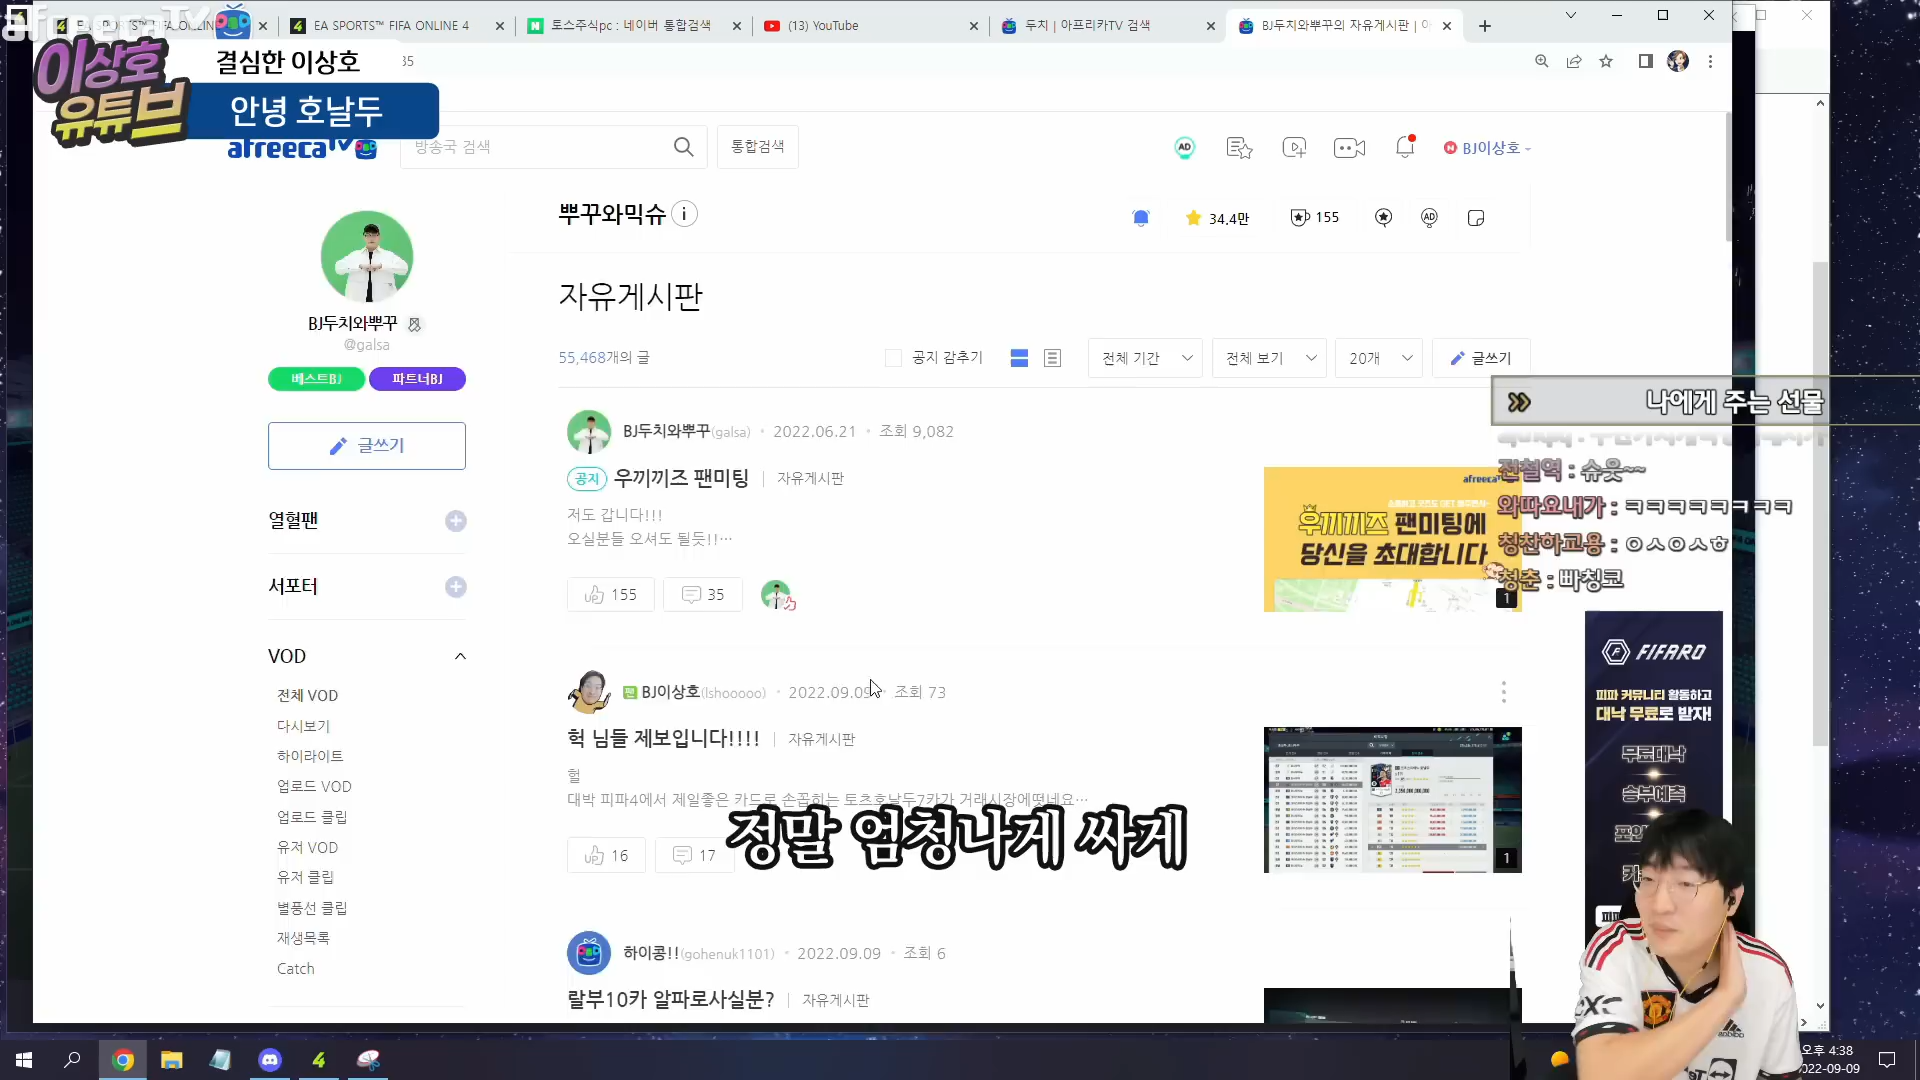 afreecaTV
EA SPORTS™ FIFA ONLINE 4
토스주식pc : 네이버 통합검색
(13) YouTube
두치 | 아프리카TV 검색
BJ두치와뿌꾸의 자유게시판 | 아
이상호
유튜브
결심한 이상호
안녕 호날두
35
afreecaTV
방송국 검색
통합검색
AD
BJ이상호
뿌꾸와믹슈
34.4만
155
AD
자유게시판
BJ두치와뿌꾸
@galsa
베스트BJ
파트너BJ
글쓰기
열혈팬
서포터
VOD
전체 VOD
다시보기
하이라이트
업로드 VOD
업로드 클립
유저 VOD
유저 클립
별풍선 클립
재생목록
Catch
55,468개의 글
공지 감추기
전체 기간
전체 보기
20개
글쓰기
BJ두치와뿌꾸(galsa) • 2022.06.21 • 조회 9,082
공지 우끼끼즈 팬미팅 | 자유게시판
저도 갑니다!!!
오실분들 오셔도 될듯!!…
155
35
afreecaTV
우끼끼즈 팬미팅에
당신을 초대합니다
1
팬 BJ이상호(lshooooo) • 2022.09.09 • 조회 73
헉 님들 제보입니다!!!! | 자유게시판
헐
대박 피파4에서 제일좋은 카드로 손꼽히는 토츠호날두7카가 거래시장에떳네요…
16
17
1
정말 엄청나게 싸게
하이콩!!(gohenuk1101) • 2022.09.09 • 조회 6
랄부10카 알파로사실분? | 자유게시판
나에게 주는 선물
전철역 : 슈웃~~
와따요내가 : ㅋㅋㅋㅋㅋㅋㅋㅋ
칭찬하교용 : ㅇㅅㅇㅅㅎ
청춘 : 빠칭코
FIFARO
피파 커뮤니티 활동하고
대낙 무료로 받자!
무료대낙
승부예측
오후 4:38
2022-09-09